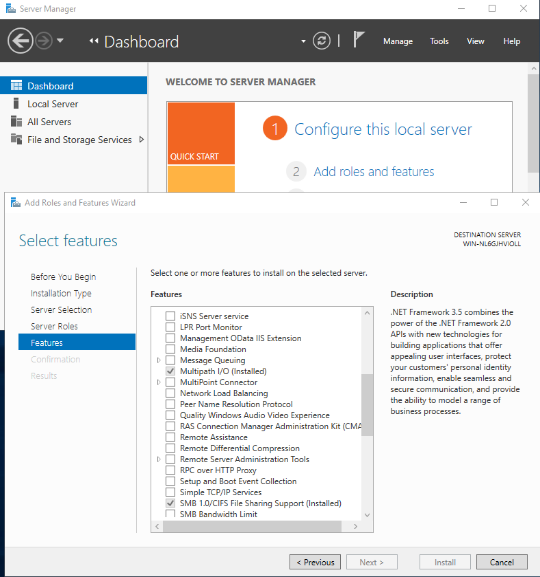 Server Manager
Dashboard
Manage Tools View Help
Dashboard
Local Server
All Servers
File and Storage Services
WELCOME TO SERVER MANAGER
1 Configure this local server
QUICK START
2 Add roles and features
Add Roles and Features Wizard
Select features
DESTINATION SERVER
WIN-NL6GJHVIOLL
Before You Begin
Installation Type
Server Selection
Server Roles
Features
Confirmation
Results
Select one or more features to install on the selected server.
Features
iSNS Server service
LPR Port Monitor
Management OData IIS Extension
Media Foundation
Message Queuing
Multipath I/O (Installed)
MultiPoint Connector
Network Load Balancing
Peer Name Resolution Protocol
Quality Windows Audio Video Experience
RAS Connection Manager Administration Kit (CMA
Remote Assistance
Remote Differential Compression
Remote Server Administration Tools
RPC over HTTP Proxy
Setup and Boot Event Collection
Simple TCP/IP Services
SMB 1.0/CIFS File Sharing Support (Installed)
SMB Bandwidth Limit
Description
.NET Framework 3.5 combines the
power of the .NET Framework 2.0
APIs with new technologies for
building applications that offer
appealing user interfaces, protect
your customers' personal identity
information, enable seamless and
secure communication, and provide
the ability to model a range of
business processes.
< Previous Next > Install Cancel